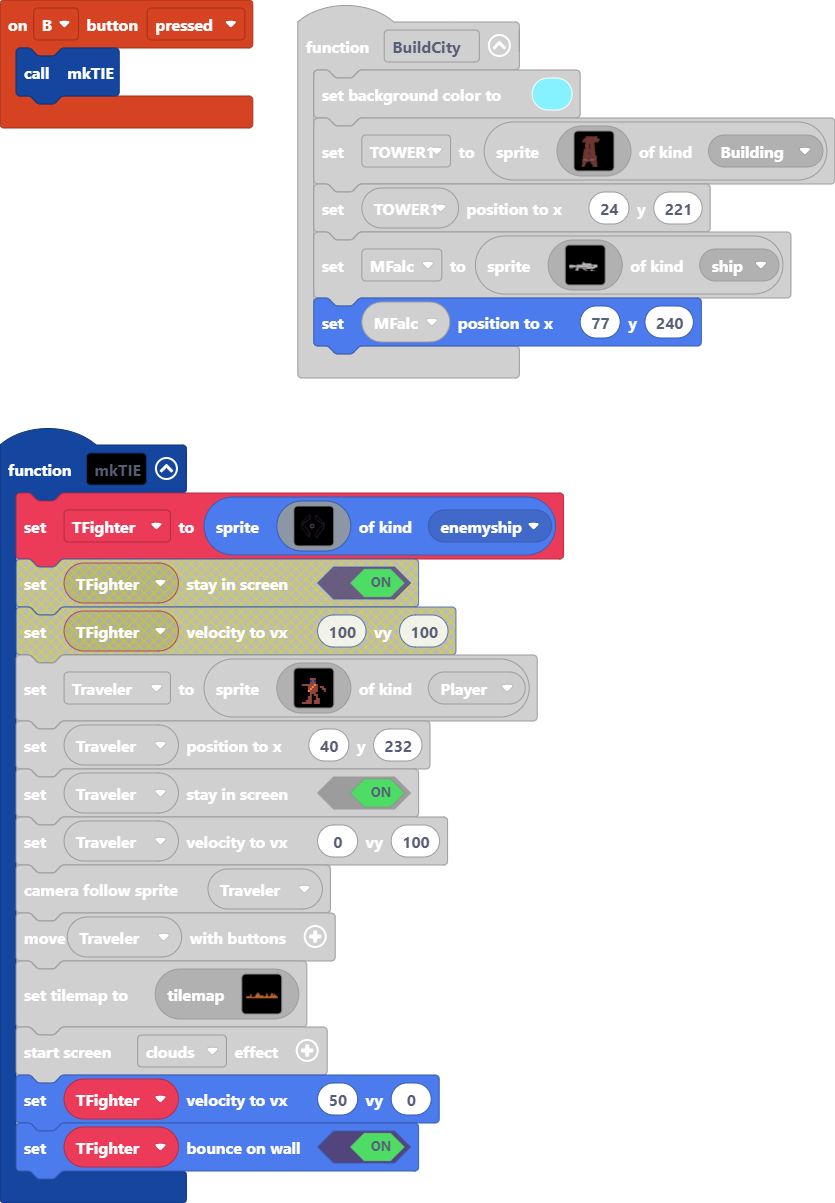 on B button pressed
call mkTIE
function BuildCity
set background color to
set TOWER1 to sprite of kind Building
set TOWER1 position to x 24 y 221
set MFalc to sprite of kind ship
set MFalc position to x 77 y 240
function mkTIE
set TFighter to sprite of kind enemyship
set TFighter stay in screen ON
set TFighter velocity to vx 100 vy 100
set Traveler to sprite of kind Player
set Traveler position to x 40 y 232
set Traveler stay in screen ON
set Traveler velocity to vx 0 vy 100
camera follow sprite Traveler
move Traveler with buttons
set tilemap to tilemap
start screen clouds effect
set TFighter velocity to vx 50 vy 0
set TFighter bounce on wall ON